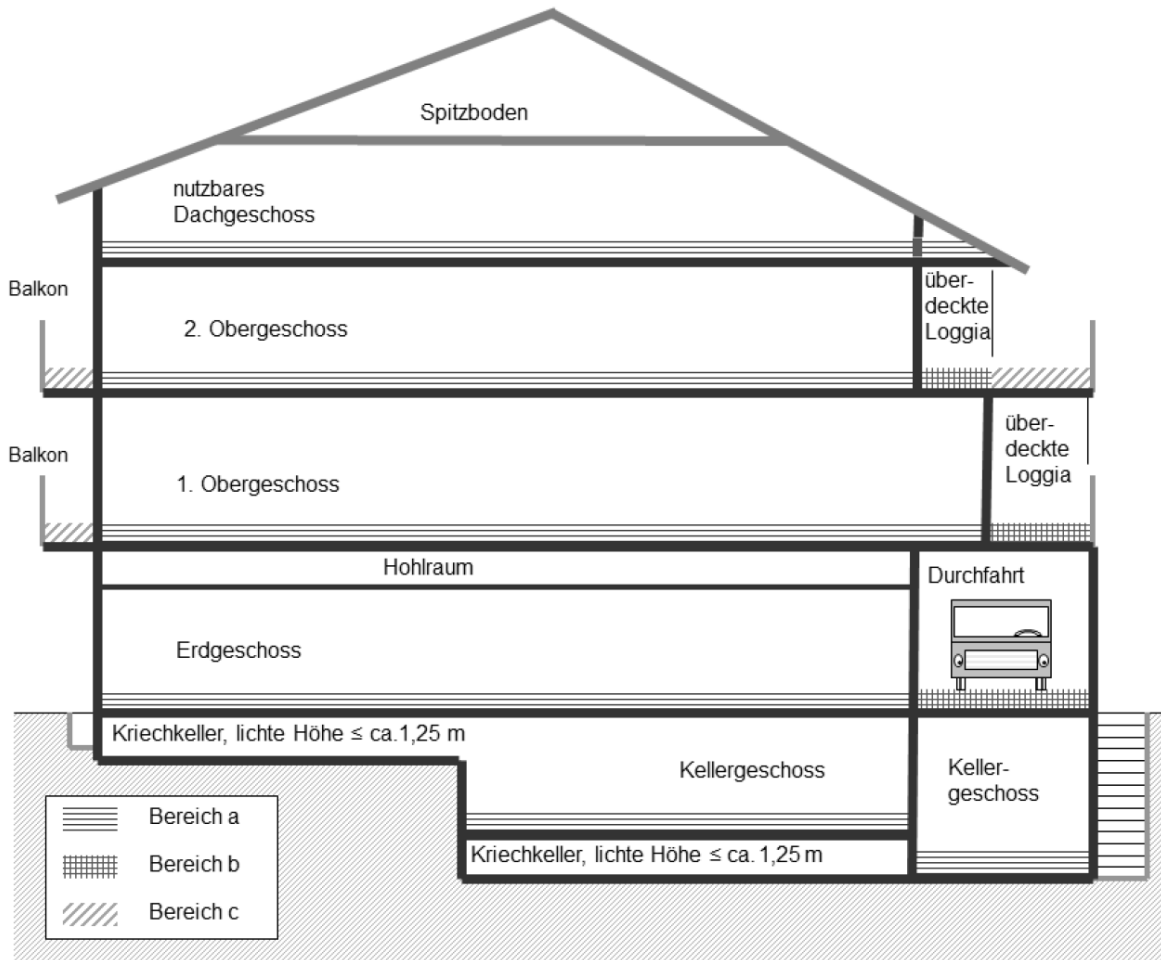 Spitzboden
nutzbares
Dachgeschoss
Balkon
2. Obergeschoss
über-
deckte
Loggia
Balkon
1. Obergeschoss
über-
deckte
Loggia
Hohlraum
Durchfahrt
Erdgeschoss
Kriechkeller, lichte Höhe ≤ ca.1,25 m
Kellergeschoss
Keller-
geschoss
Kriechkeller, lichte Höhe ≤ ca. 1,25 m
Bereich a
Bereich b
Bereich c